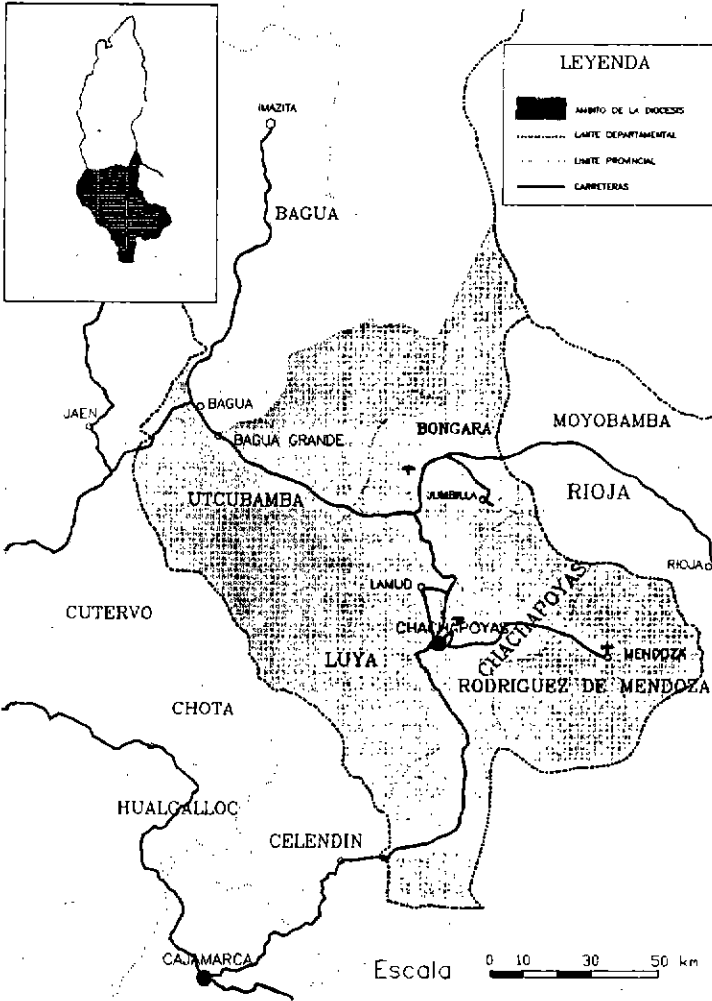 LEYENDA
AMBITO DE LA DIOCESIS
LIMITE DEPARTAMENTAL
LIMITE PROVINCIAL
CARRETERAS
IMAZITA
BAGUA
JAEN
BAGUA
BAGUA GRANDE
BONGARA
MOYOBAMBA
UTCUBAMBA
JUMBILLA
RIOJA
RIOJA
LAMUD
CUTERVO
CHACHAPOYAS
CHACHAPOYAS
LUYA
MENDOZA
RODRIGUEZ DE MENDOZA
CHOTA
HUALGALLOC
CELENDIN
CAJAMARCA
Escala
0 10 30 50 km